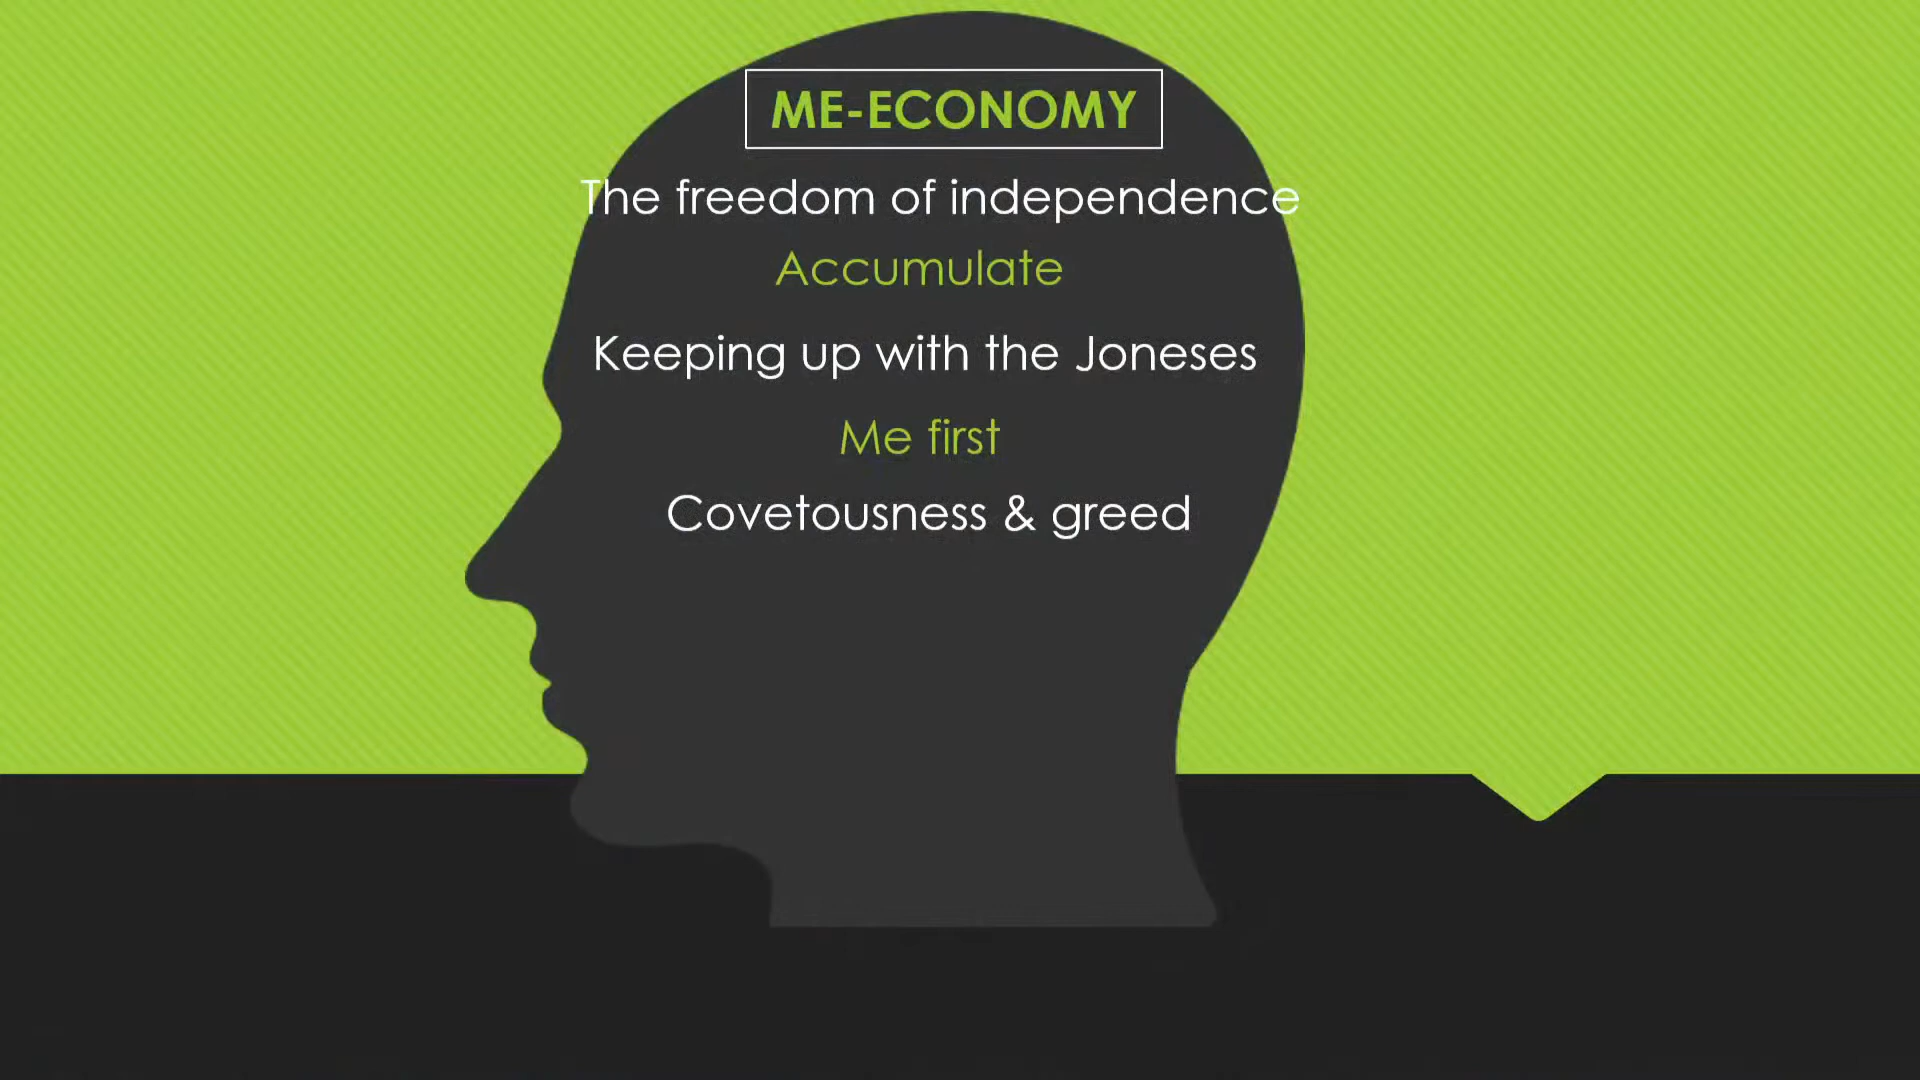 ME-ECONOMY
The freedom of independence
Accumulate
Keeping up with the Joneses
Me first
Covetousness & greed